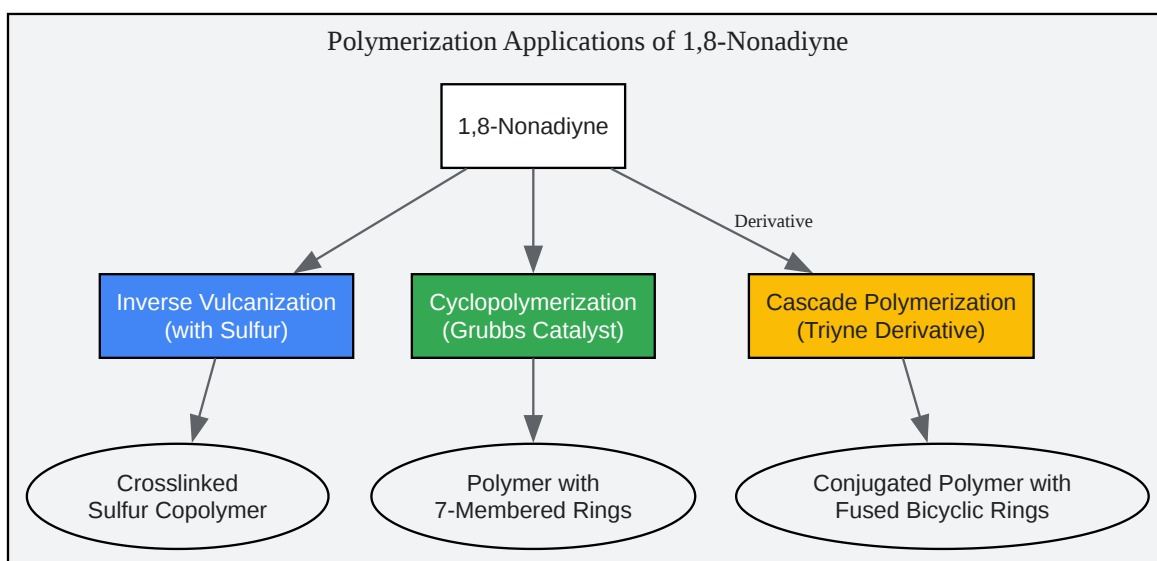 Polymerization Applications of 1,8-Nonadiyne
1,8-Nonadiyne
Derivative
Inverse Vulcanization
(with Sulfur)
Cyclopolymerization
(Grubbs Catalyst)
Cascade Polymerization
(Triyne Derivative)
Crosslinked
Sulfur Copolymer
Polymer with
7-Membered Rings
Conjugated Polymer with
Fused Bicyclic Rings